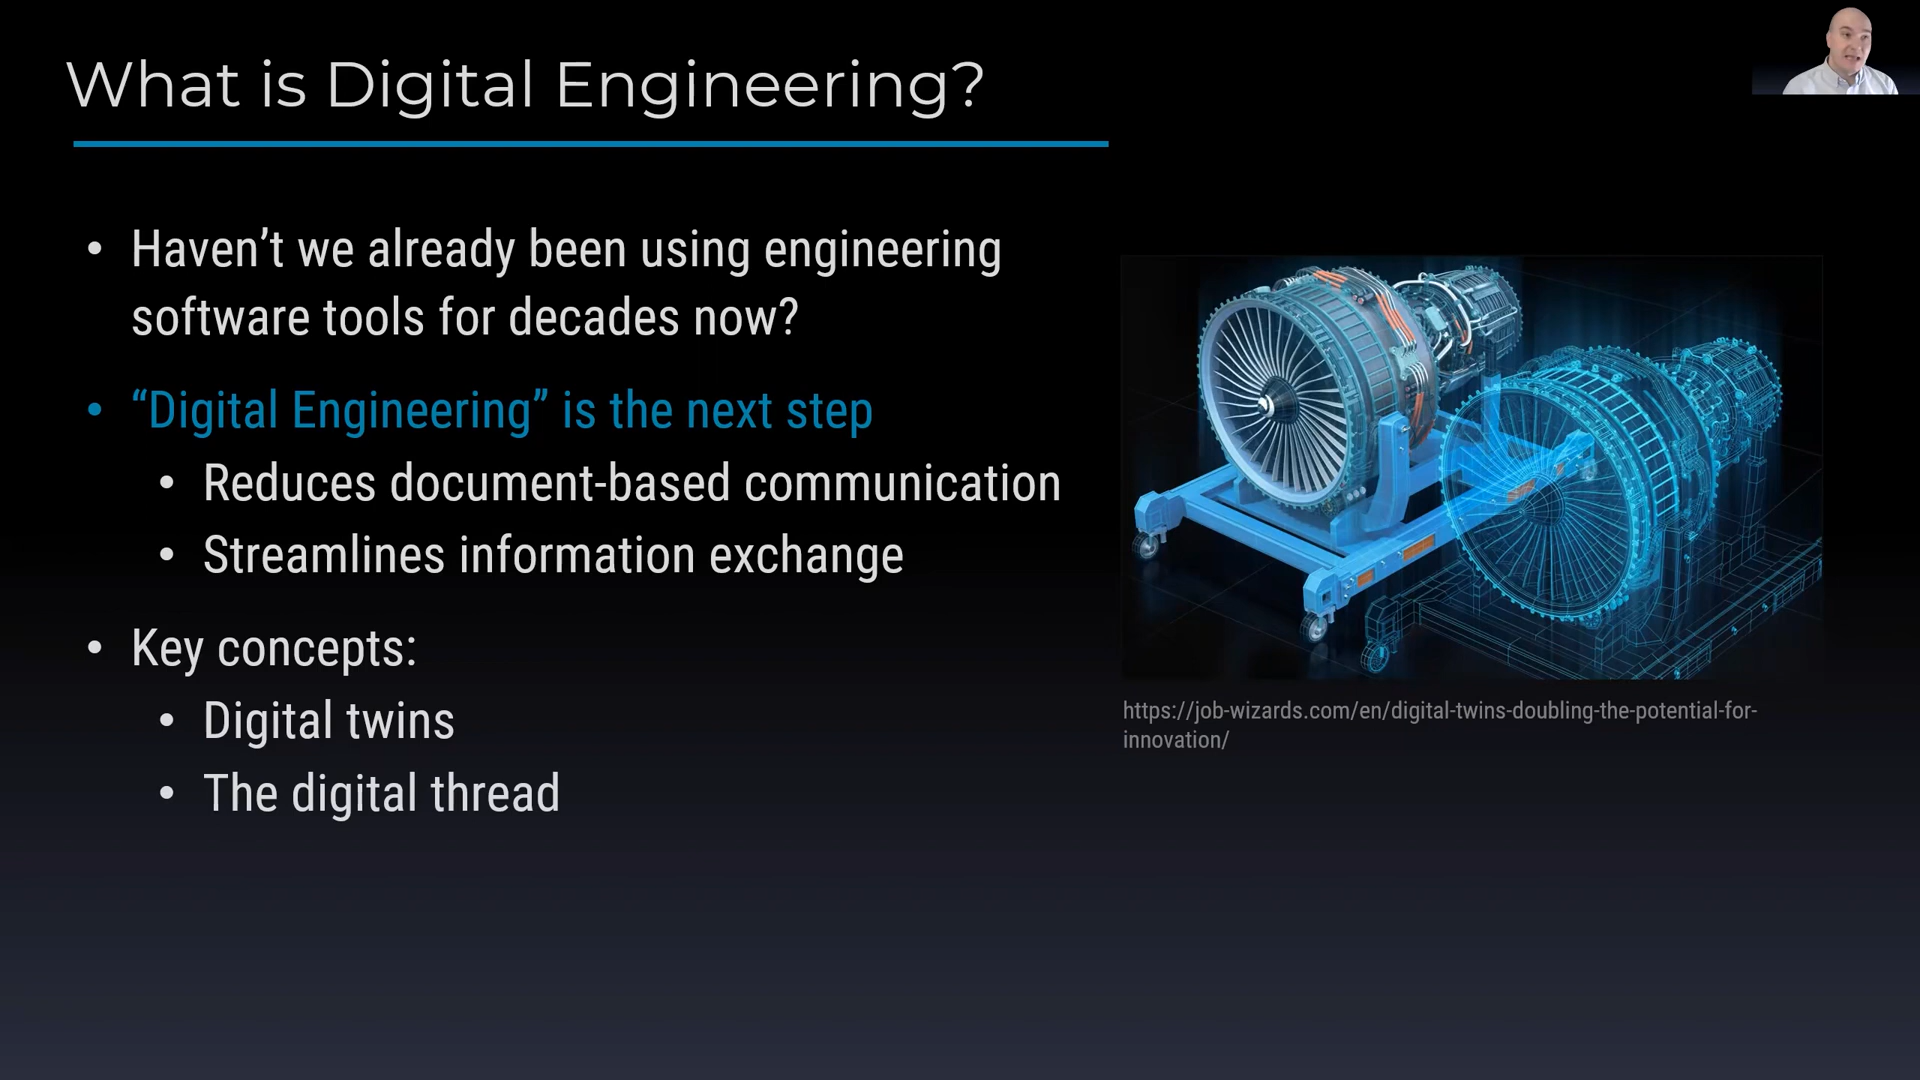 What is Digital Engineering?
• Haven’t we already been using engineering
software tools for decades now?
• “Digital Engineering” is the next step
• Reduces document-based communication
• Streamlines information exchange
• Key concepts:
• Digital twins
• The digital thread
https://job-wizards.com/en/digital-twins-doubling-the-potential-for-
innovation/